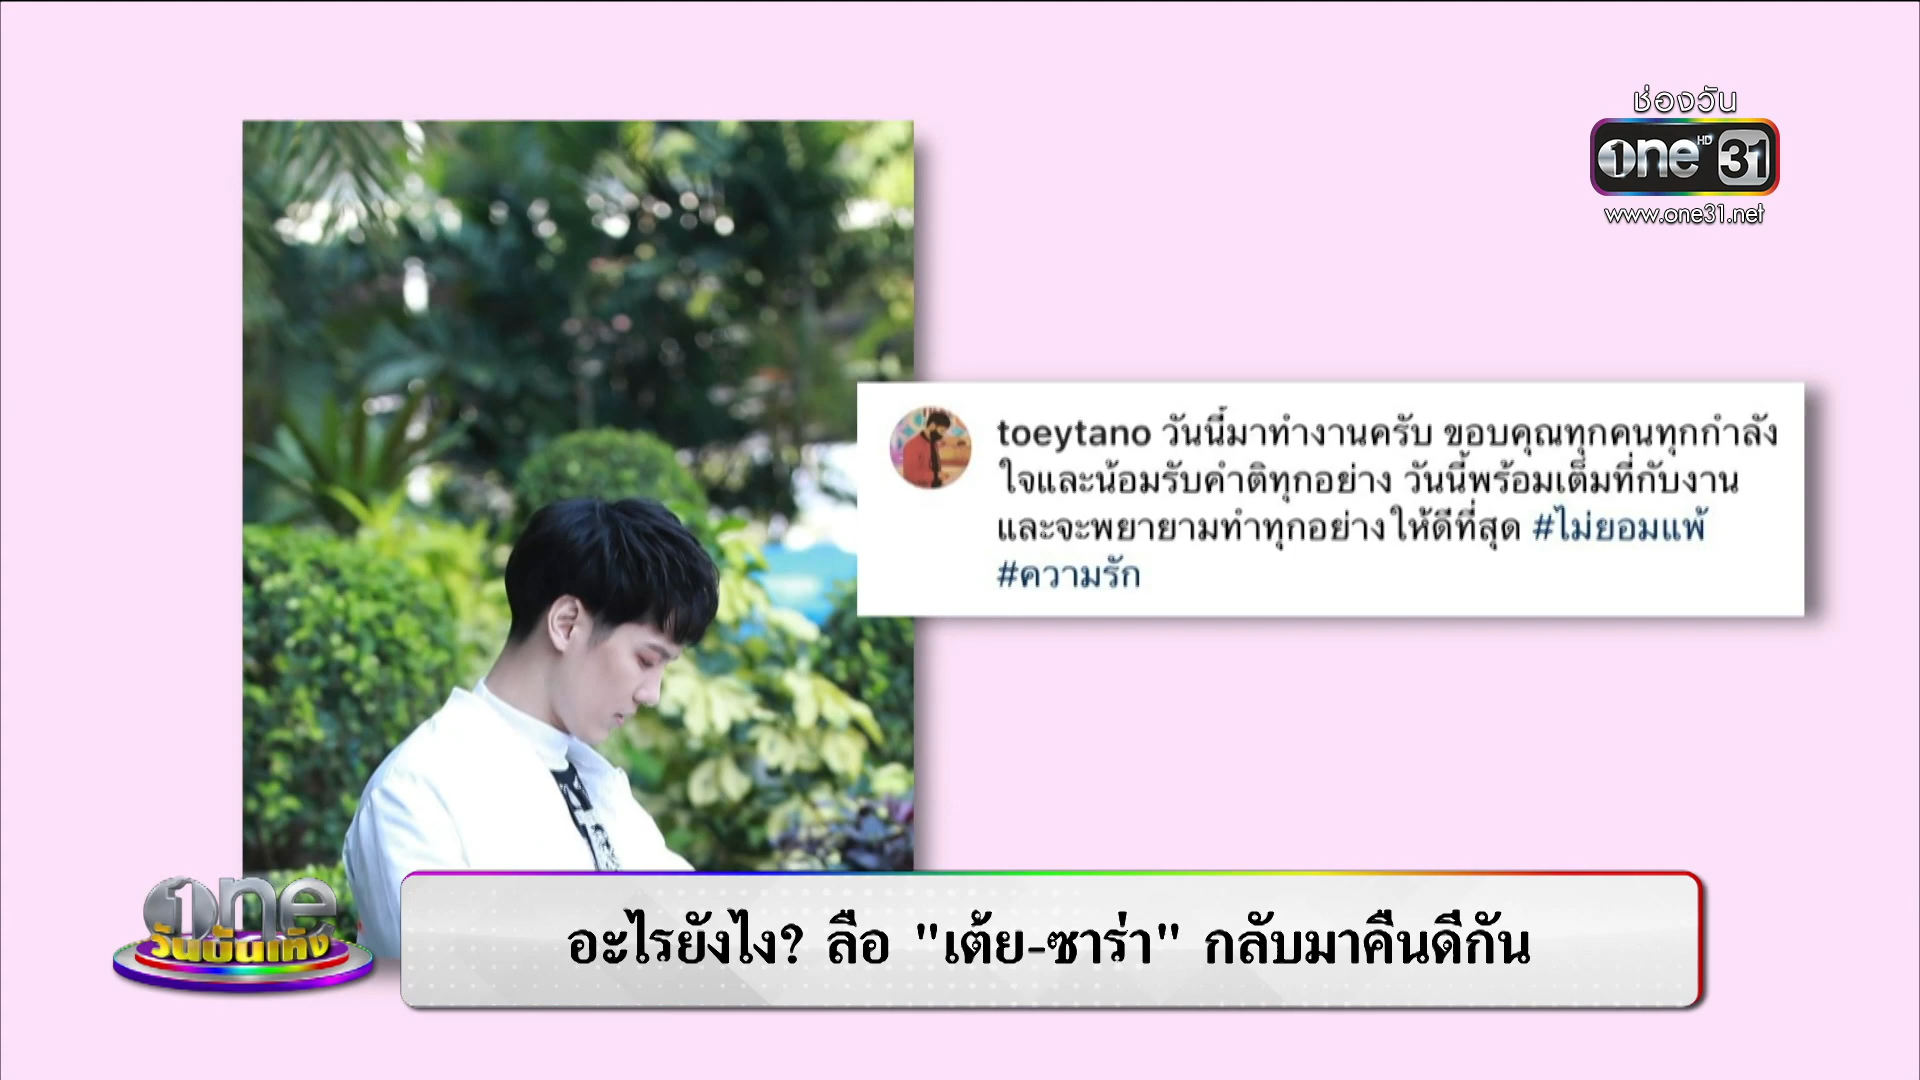 ช่องวัน
one HD 31
www.one31.net
toeytano วันนี้มาทำงานครับ ขอบคุณทุกคนทุกกำลัง
ใจและน้อมรับคำติทุกอย่าง วันนี้พร้อมเต็มที่กับงาน
และจะพยายามทำทุกอย่างให้ดีที่สุด #ไม่ยอมแพ้
#ความรัก
one
วันบันเทิง
อะไรยังไง? ลือ "เต้ย-ซาร่า" กลับมาคืนดีกัน